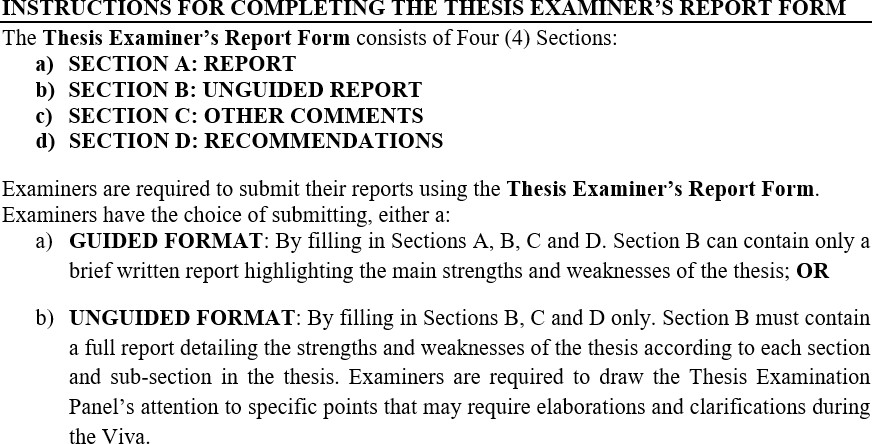 INSTRUCTIONS FOR COMPLETING THE THESIS EXAMINER'S REPORT FORM
The Thesis Examiner's Report Form consists of Four (4) Sections:
a) SECTION A: REPORT
b) SECTION B: UNGUIDED REPORT
c) SECTION C: OTHER COMMENTS
d) SECTION D: RECOMMENDATIONS
Examiners are required to submit their reports using the Thesis Examiner's Report Form.
Examiners have the choice of submitting, either a:
a) GUIDED FORMAT: By filling in Sections A, B, C and D. Section B can contain only a
brief written report highlighting the main strengths and weaknesses of the thesis; OR
b) UNGUIDED FORMAT: By filling in Sections B, C and D only. Section B must contain
a full report detailing the strengths and weaknesses of the thesis according to each section
and sub-section in the thesis. Examiners are required to draw the Thesis Examination
Panel's attention to specific points that may require elaborations and clarifications during
the Viva.